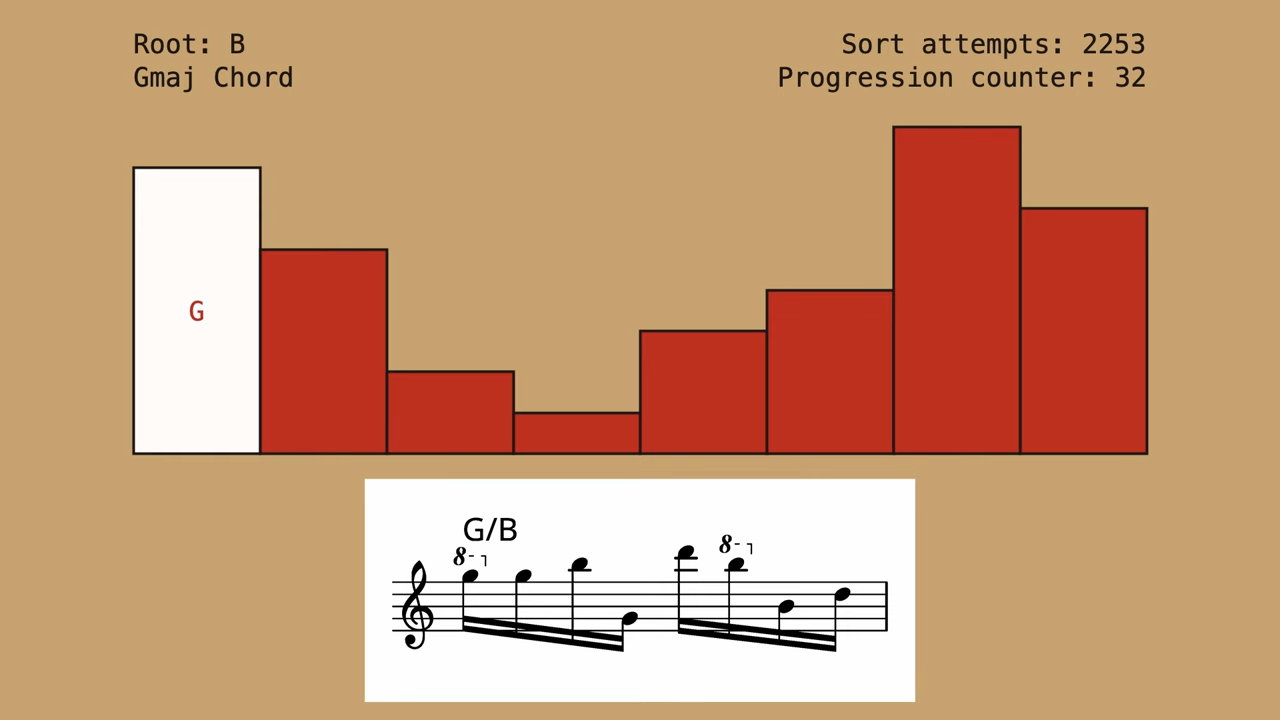 Root: B
Gmaj Chord
Sort attempts: 2253
Progression counter: 32
G
G/B
8
8